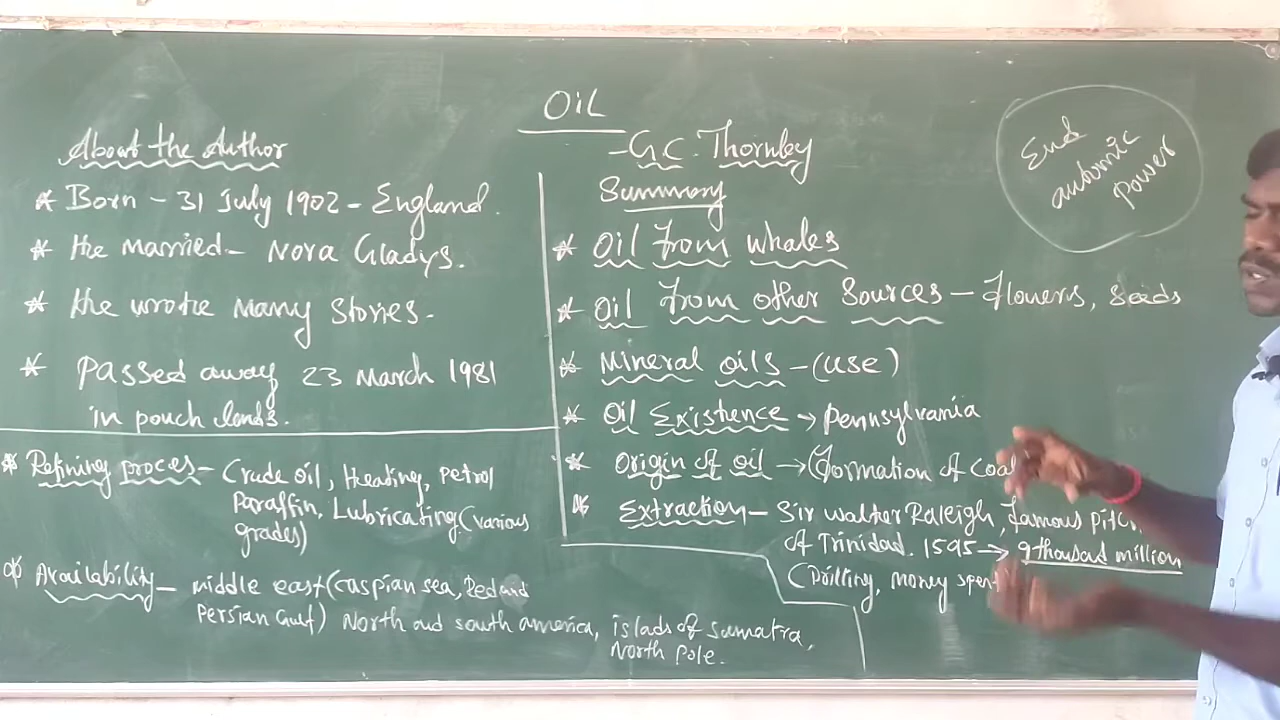 OiL
- G.C. Thornley
About the Author
* Born - 31 July 1902 - England.
* He married - Nora Gladys.
* He wrote Many Stories.
* Passed away 23 March 1981
in pouch lands.
Summary
* Oil From whales
* Oil From other Sources - Flowers, Seeds
* Mineral oils - (use)
* Oil Existence → Pennsylvania
* Origin of oil → (Formation of Coal
* Extraction - Sir Walter Raleigh, famous pitch
of Trinidad. 1595 → 9 thousad million
(Drilling, money spent
* Refining proces - Crude oil, Heating, petrol
Paraffin, Lubricating (various
grades)
* Availability - middle east (Caspian sea, Red and
Persian Gulf) North and south america, islads of sumatra,
North Pole.
End
automic
power